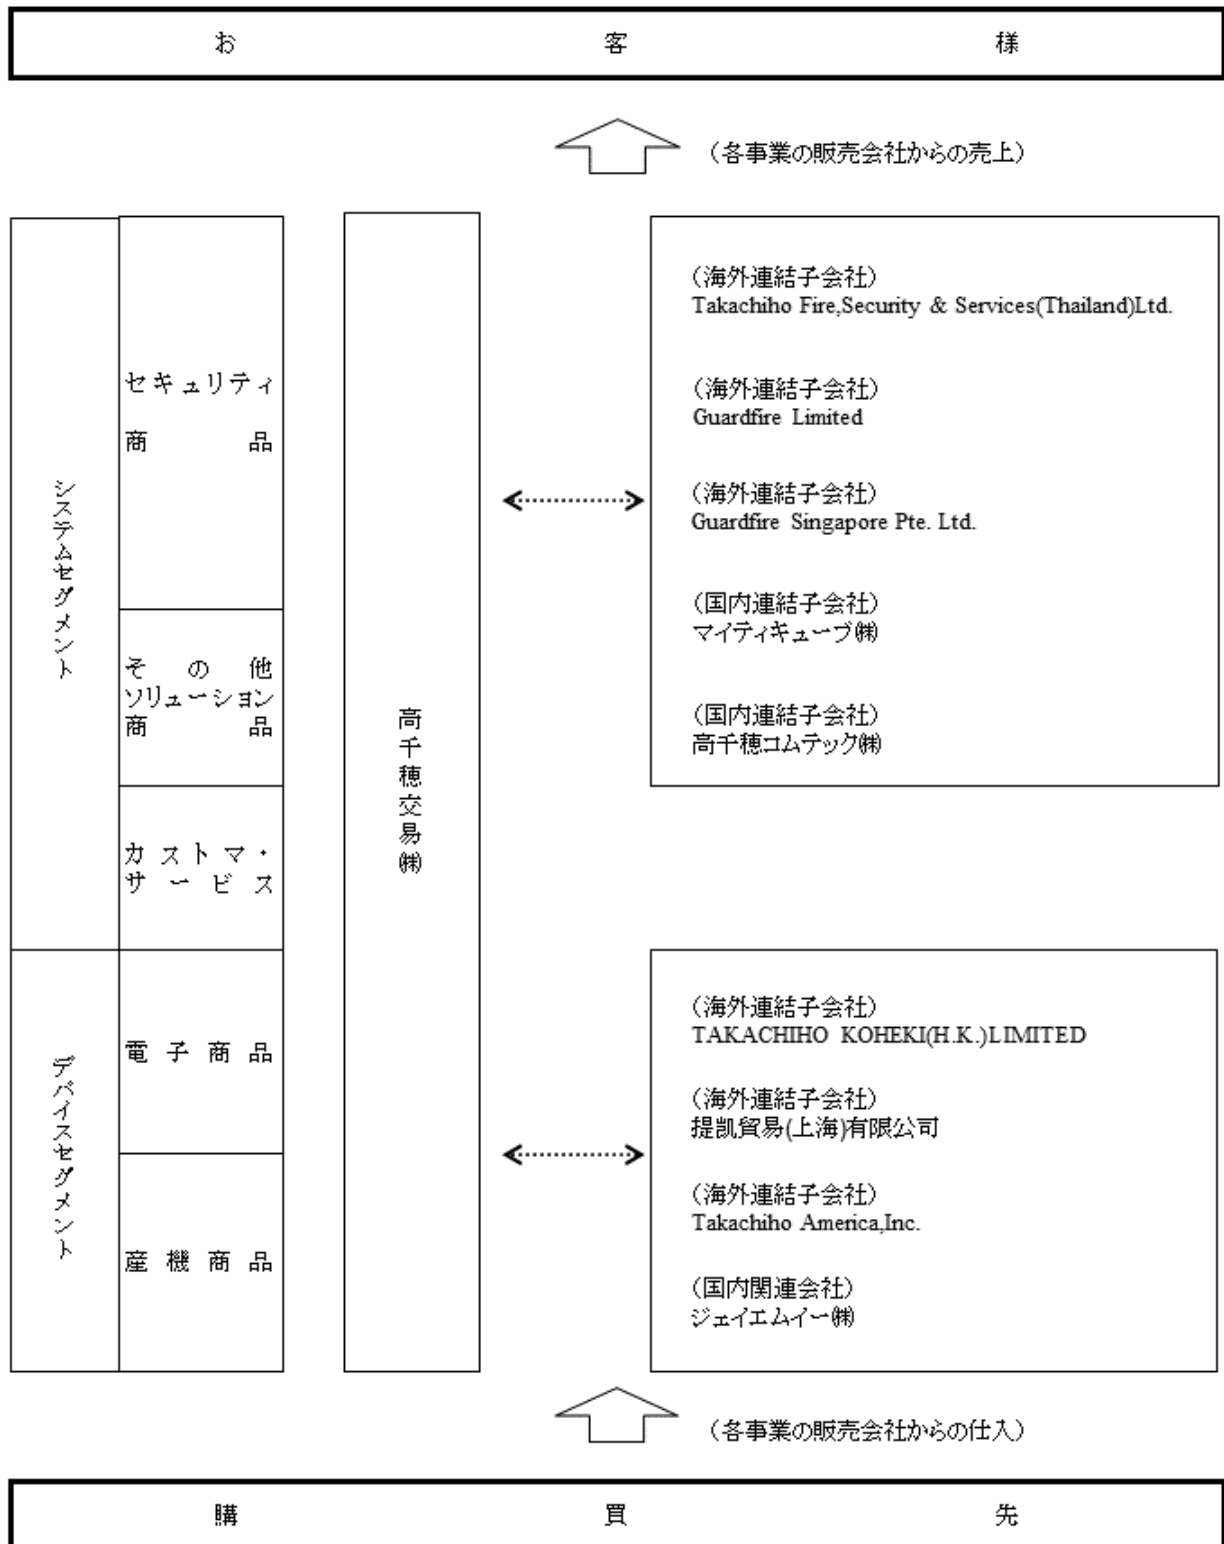 お客様
（各事業の販売会社からの売上）
システムセグメント
セキュリティ
商品
その他
ソリューション
商品
カストマ・
サービス
デバイスセグメント
電子商品
産機商品
高千穂交易㈱
（海外連結子会社）
Takachiho Fire,Security & Services(Thailand)Ltd.
（海外連結子会社）
Guardfire Limited
（海外連結子会社）
Guardfire Singapore Pte. Ltd.
（国内連結子会社）
マイティキューブ㈱
（国内連結子会社）
高千穂コムテック㈱
（海外連結子会社）
TAKACHIHO KOHEKI(H.K.)LIMITED
（海外連結子会社）
提凱貿易(上海)有限公司
（海外連結子会社）
Takachiho America,Inc.
（国内関連会社）
ジェイエムイー㈱
（各事業の販売会社からの仕入）
購買先